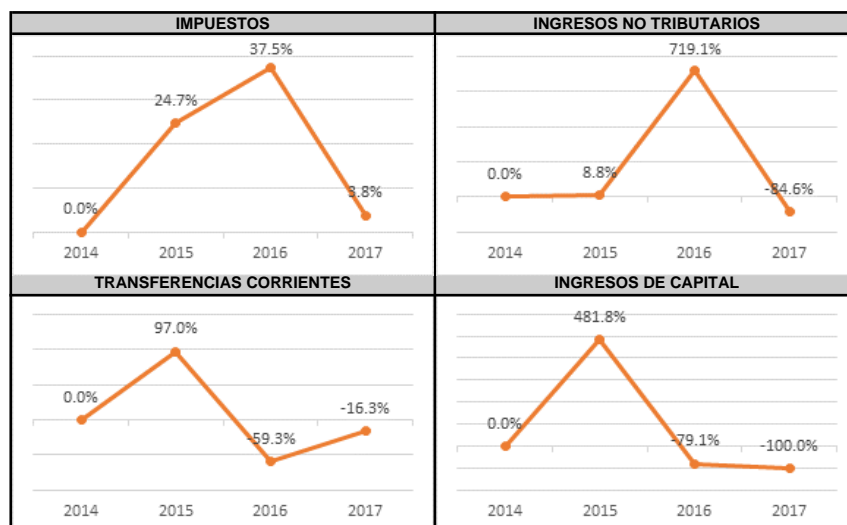 IMPUESTOS
37.5%
24.7%
3.8%
0.0%
2014 2015 2016 2017
INGRESOS NO TRIBUTARIOS
719.1%
0.0% 8.8% -84.6%
2014 2015 2016 2017
TRANSFERENCIAS CORRIENTES
97.0%
0.0%
-16.3%
-59.3%
2014 2015 2016 2017
INGRESOS DE CAPITAL
481.8%
0.0%
-79.1% -100.0%
2014 2015 2016 2017